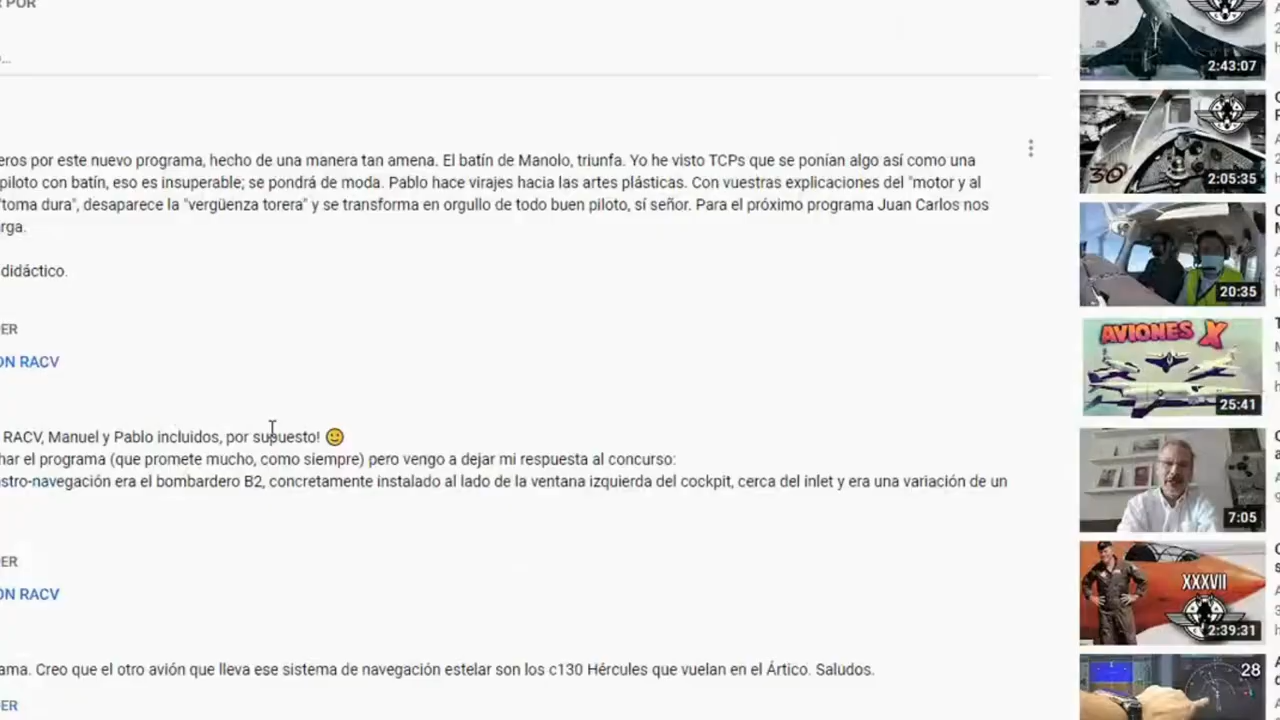 R POR
...
eros por este nuevo programa, hecho de una manera tan amena. El batín de Manolo, triunfa. Yo he visto TCPs que se ponían algo así como una
piloto con batín, eso es insuperable; se pondrá de moda. Pablo hace virajes hacia las artes plásticas. Con vuestras explicaciones del "motor y al
"toma dura", desaparece la "vergüenza torera" y se transforma en orgullo de todo buen piloto, sí señor. Para el próximo programa Juan Carlos nos
rga.
didáctico.
ER
ON RACV
RACV, Manuel y Pablo incluidos, por supuesto! 🙂
har el programa (que promete mucho, como siempre) pero vengo a dejar mi respuesta al concurso:
stro-navegación era el bombardero B2, concretamente instalado al lado de la ventana izquierda del cockpit, cerca del inlet y era una variación de un
ER
ON RACV
ama. Creo que el otro avión que lleva ese sistema de navegación estelar son los c130 Hércules que vuelan en el Ártico. Saludos.
ER
2:43:07
30
2:05:35
20:35
AVIONES X
25:41
7:05
XXXVII
2:39:31
28